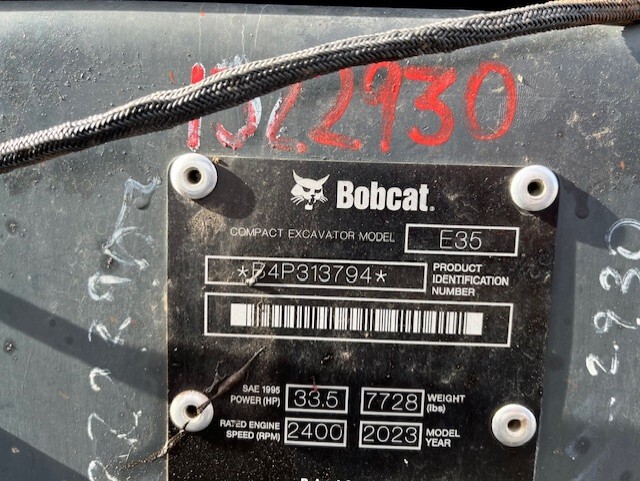 Bobcat.
COMPACT EXCAVATOR MODEL E35
*B4P313794* PRODUCT IDENTIFICATION NUMBER
SAE 1995 POWER (HP) 33.5 7728 WEIGHT (lbs)
RATED ENGINE SPEED (RPM) 2400 2023 MODEL YEAR